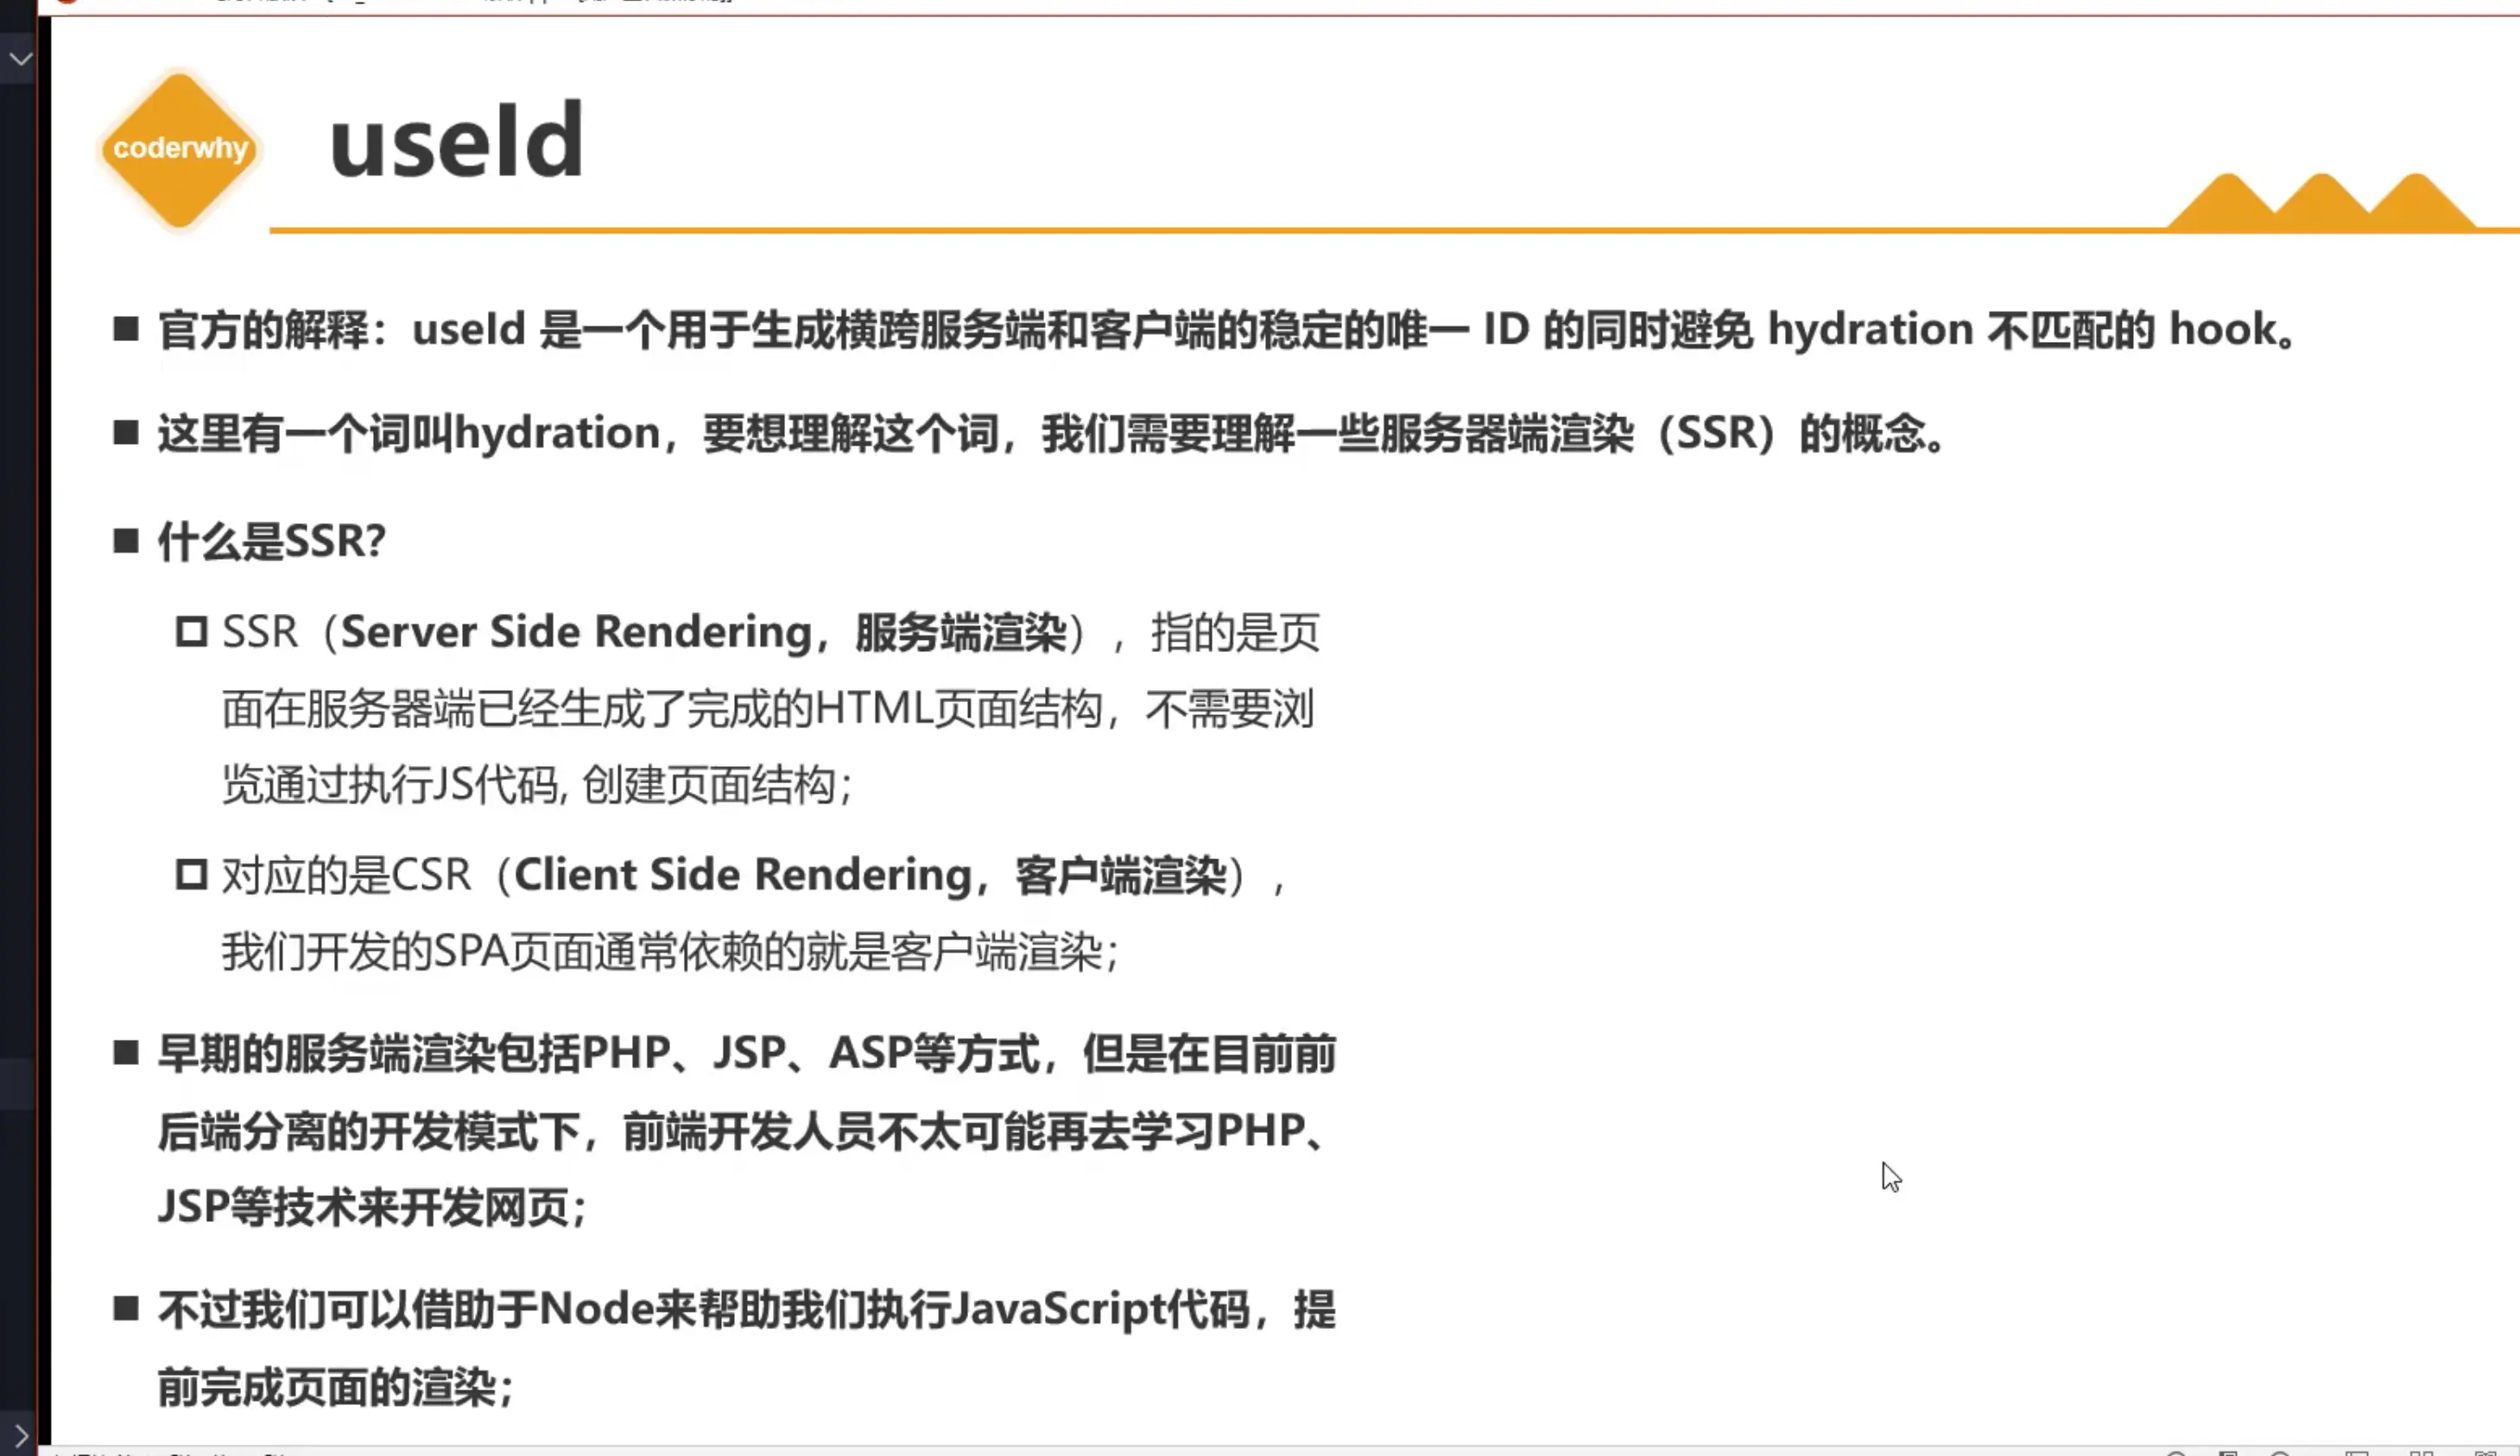 coderwhy
useId
官方的解释：useId 是一个用于生成横跨服务端和客户端的稳定的唯一 ID 的同时避免 hydration 不匹配的 hook。
这里有一个词叫hydration，要想理解这个词，我们需要理解一些服务器端渲染（SSR）的概念。
什么是SSR？
SSR（Server Side Rendering，服务端渲染），指的是页
面在服务器端已经生成了完成的HTML页面结构，不需要浏
览通过执行JS代码, 创建页面结构；
对应的是CSR（Client Side Rendering，客户端渲染），
我们开发的SPA页面通常依赖的就是客户端渲染；
早期的服务端渲染包括PHP、JSP、ASP等方式，但是在目前前
后端分离的开发模式下，前端开发人员不太可能再去学习PHP、
JSP等技术来开发网页；
不过我们可以借助于Node来帮助我们执行JavaScript代码，提
前完成页面的渲染；